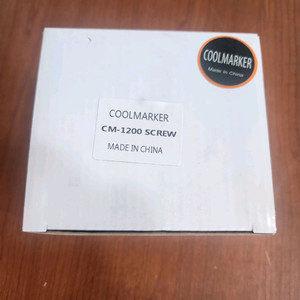 COOLMARKER
Made in China
COOLMARKER
CM-1200 SCREW
MADE IN CHINA